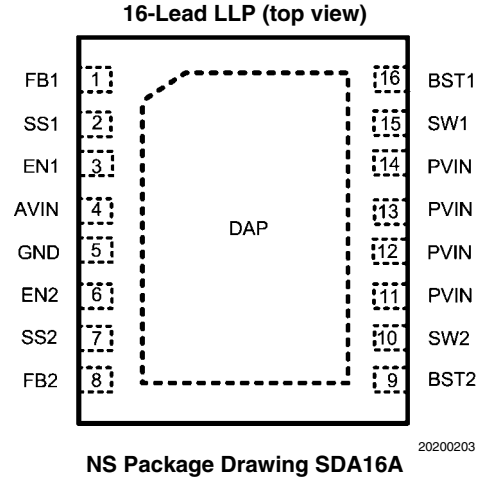 16-Lead LLP (top view)
FB1 1 16 BST1
SS1 2 15 SW1
EN1 3 14 PVIN
AVIN 4 13 PVIN
DAP
GND 5 12 PVIN
EN2 6 11 PVIN
SS2 7 10 SW2
FB2 8 9 BST2
20200203
NS Package Drawing SDA16A